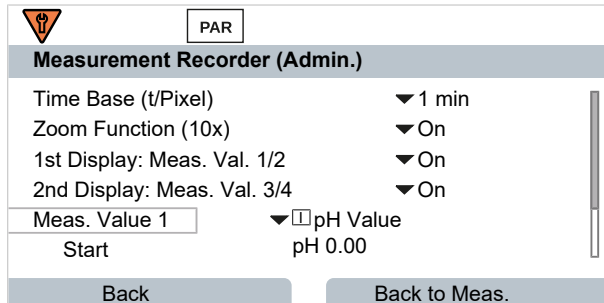 PAR
Measurement Recorder (Admin.)
Time Base (t/Pixel) 1 min
Zoom Function (10x) On
1st Display: Meas. Val. 1/2 On
2nd Display: Meas. Val. 3/4 On
Meas. Value 1 I pH Value
Start pH 0.00
Back Back to Meas.